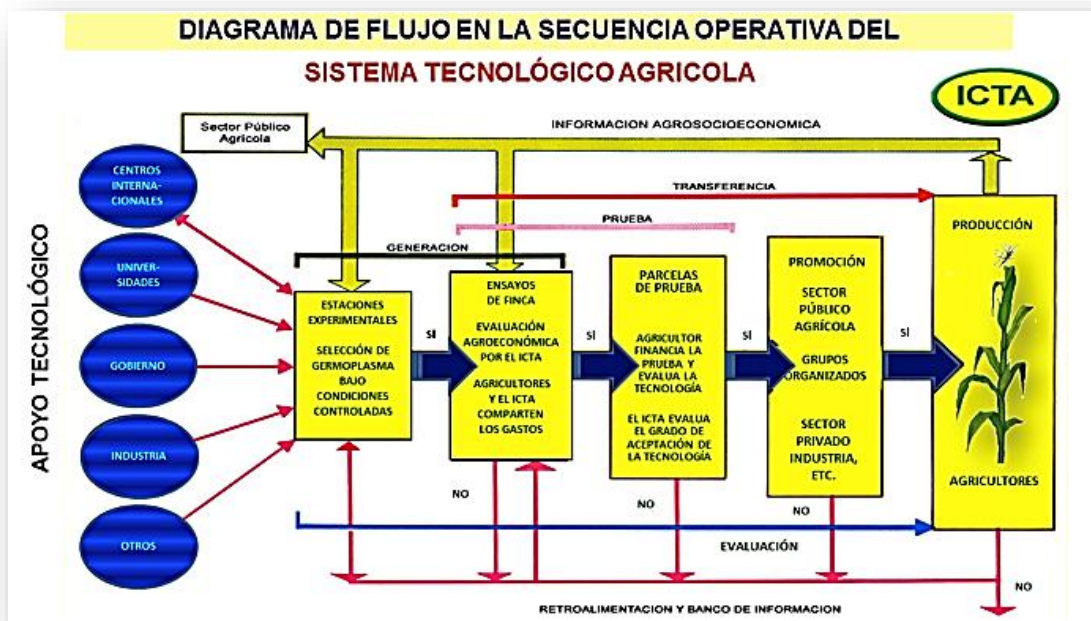 DIAGRAMA DE FLUJO EN LA SECUENCIA OPERATIVA DEL
SISTEMA TECNOLÓGICO AGRICOLA
ICTA
Sector Público
Agrícola
INFORMACION AGROSOCIOECONOMICA
TRANSFERENCIA
PRUEBA
GENERACION
APOYO TECNOLÓGICO
CENTROS
INTERNA-
CIONALES
UNIVER-
SIDADES
GOBIERNO
INDUSTRIA
OTROS
ESTACIONES
EXPERIMENTALES
SELECCIÓN DE
GERMOPLASMA
BAJO
CONDICIONES
CONTROLADAS
SI
ENSAYOS
DE FINCA
EVALUACIÓN
AGROECONÓMICA
POR EL ICTA
AGRICULTORES
Y EL ICTA
COMPARTEN
LOS GASTOS
SÍ
PARCELAS
DE PRUEBA
AGRICULTOR
FINANCIA LA
PRUEBA Y
EVALUA LA
TECNOLOGÍA
EL ICTA EVALUA
EL GRADO DE
ACEPTACIÓN DE
LA TECNOLOGÍA
SI
PROMOCIÓN
SECTOR
PÚBLICO
AGRÍCOLA
GRUPOS
ORGANIZADOS
SECTOR
PRIVADO
INDUSTRIA,
ETC.
SI
PRODUCCIÓN
AGRICULTORES
NO
NO
NO
NO
EVALUACIÓN
RETROALIMENTACION Y BANCO DE INFORMACION